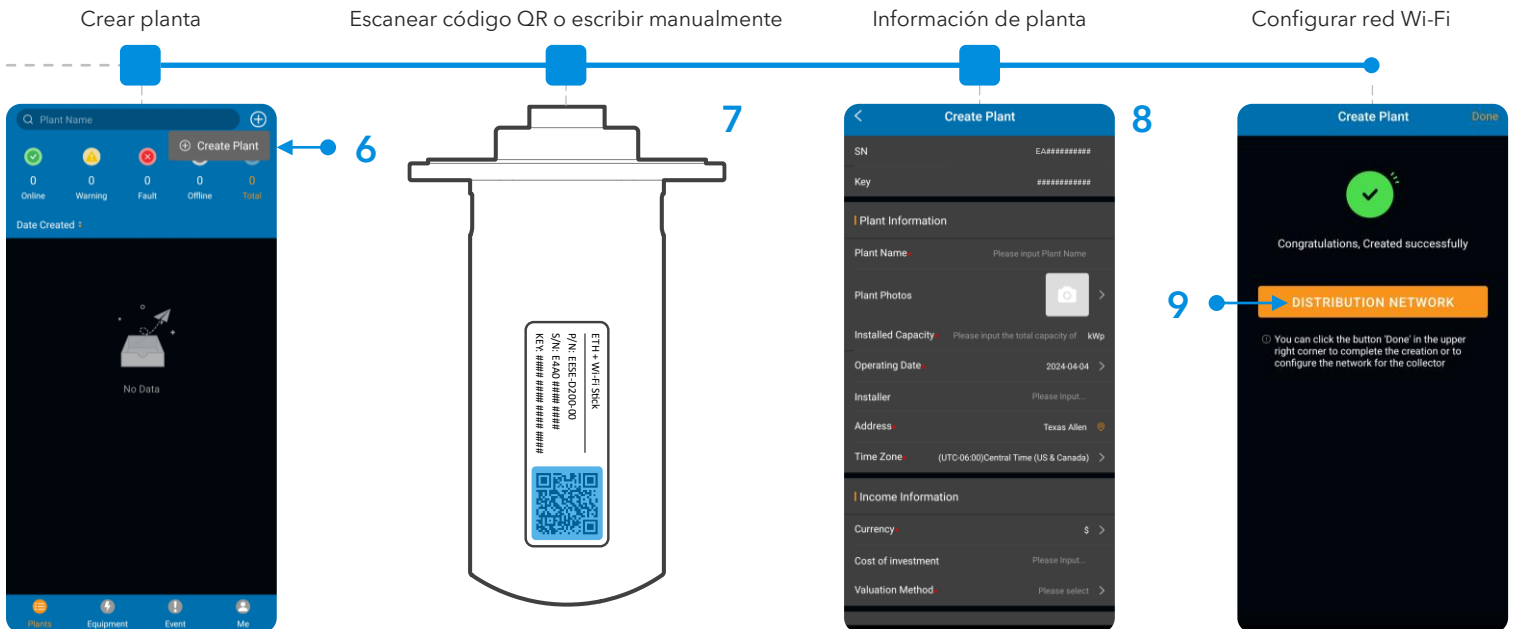 Crear planta
Escanear código QR o escribir manualmente
Información de planta
Configurar red Wi-Fi
Plant Name
Create Plant
0
Online
0
Warning
0
Fault
0
Offline
0
Total
Date Created
No Data
Plants
Equipment
Event
Me
6
7
ETH + Wi-Fi Stick
P/N: EESE-D200-00
S/N: E4A0 #### ####
KEY: #### #### #### ####
8
Create Plant
SN EA##########
Key ############
Plant Information
Plant Name* Please input Plant Name
Plant Photos
Installed Capacity* Please input the total capacity of kWp
Operating Date* 2024-04-04
Installer Please Input...
Address* Texas Allen
Time Zone* (UTC-06:00)Central Time (US & Canada)
Income Information
Currency* $
Cost of investment Please Input...
Valuation Method* Please select
9
Create Plant Done
Congratulations, Created successfully
DISTRIBUTION NETWORK
You can click the button 'Done' in the upper
right corner to complete the creation or to
configure the network for the collector